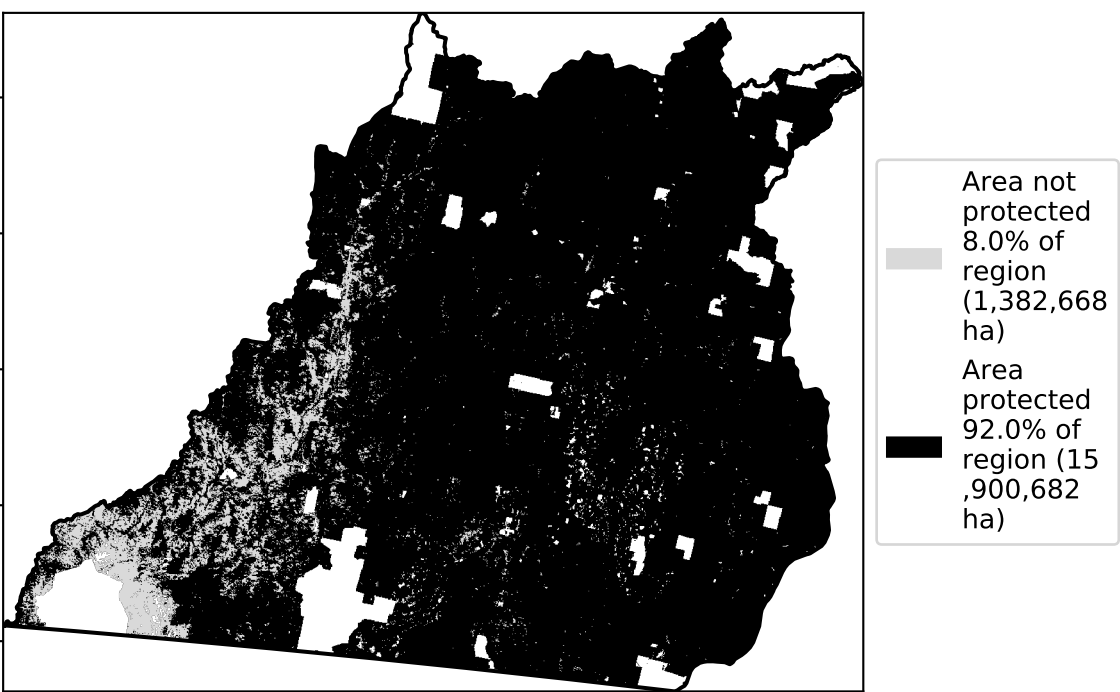 Area not
protected
8.0% of
region
(1,382,668
ha)
Area
protected
92.0% of
region (15
,900,682
ha)